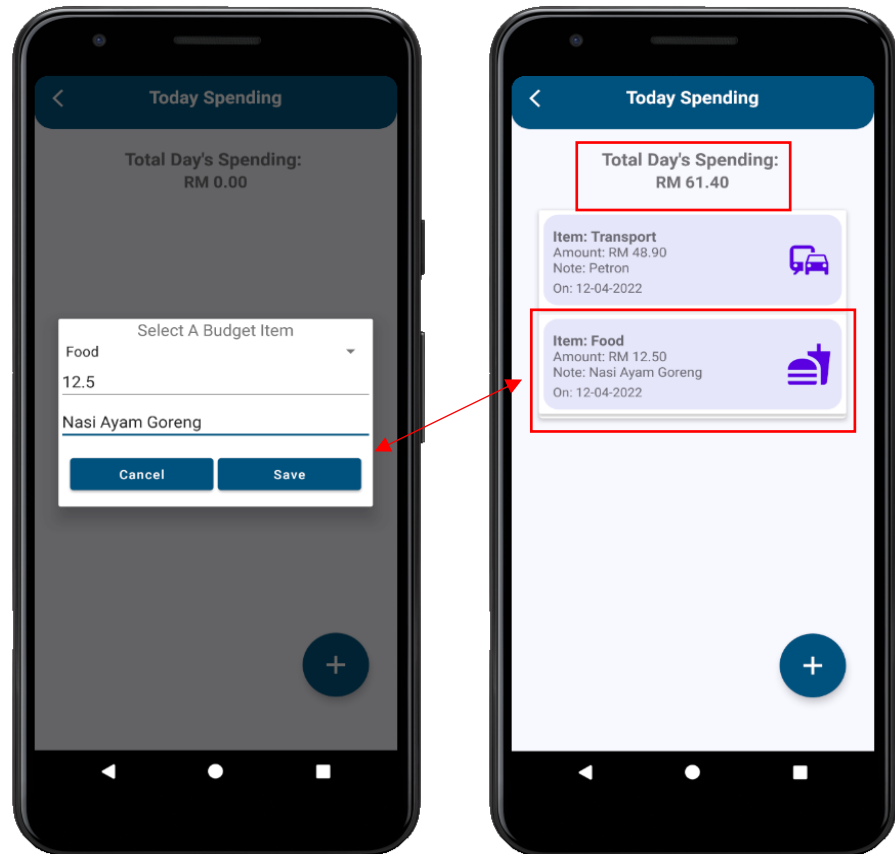 Today Spending
Total Day's Spending:
RM 0.00
Select A Budget Item
Food
12.5
Nasi Ayam Goreng
Cancel
Save
Today Spending
Total Day's Spending:
RM 61.40
Item: Transport
Amount: RM 48.90
Note: Petron
On: 12-04-2022
Item: Food
Amount: RM 12.50
Note: Nasi Ayam Goreng
On: 12-04-2022